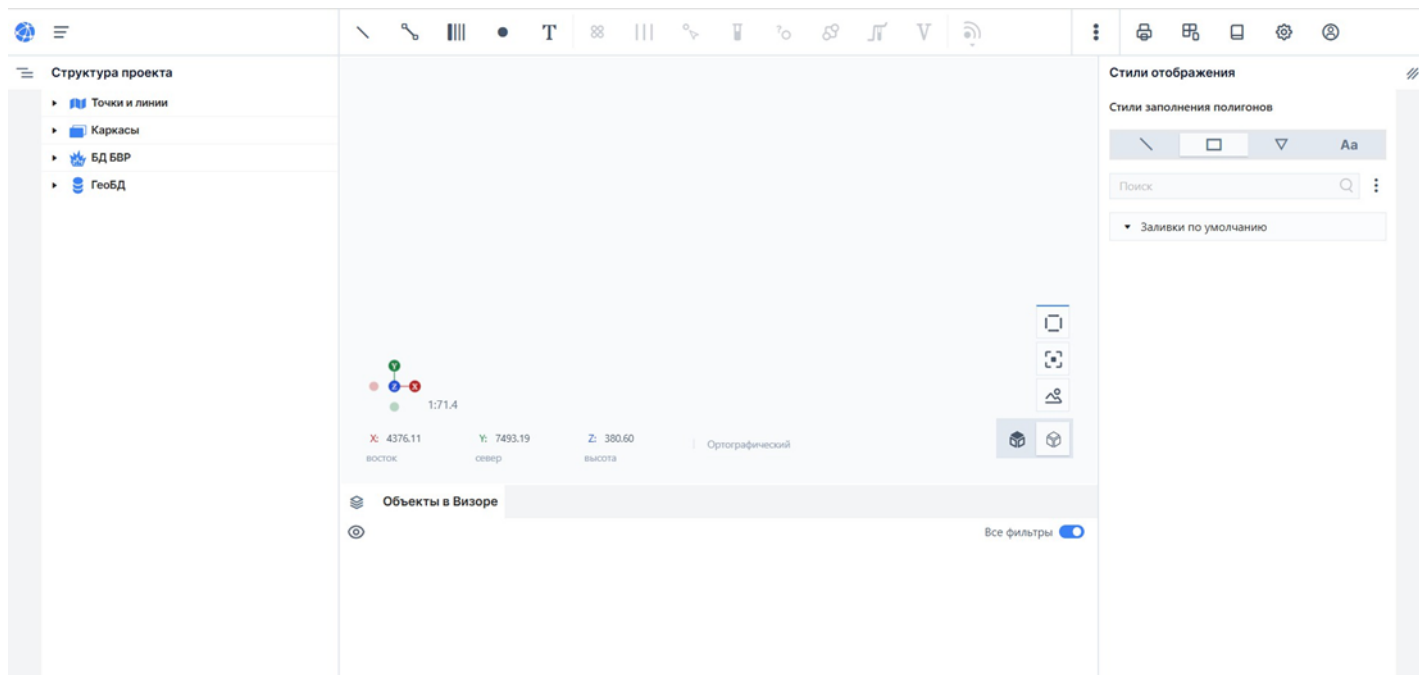 T
?
V
Структура проекта
Точки и линии
Каркасы
БД БВР
ГеоБД
Y
Z X
1:71.4
X: 4376.11 Y: 7493.19 Z: 380.60 Ортографический
восток север высота
Объекты в Визоре
Все фильтры
Стили отображения
Стили заполнения полигонов
Aa
Поиск
Заливки по умолчанию